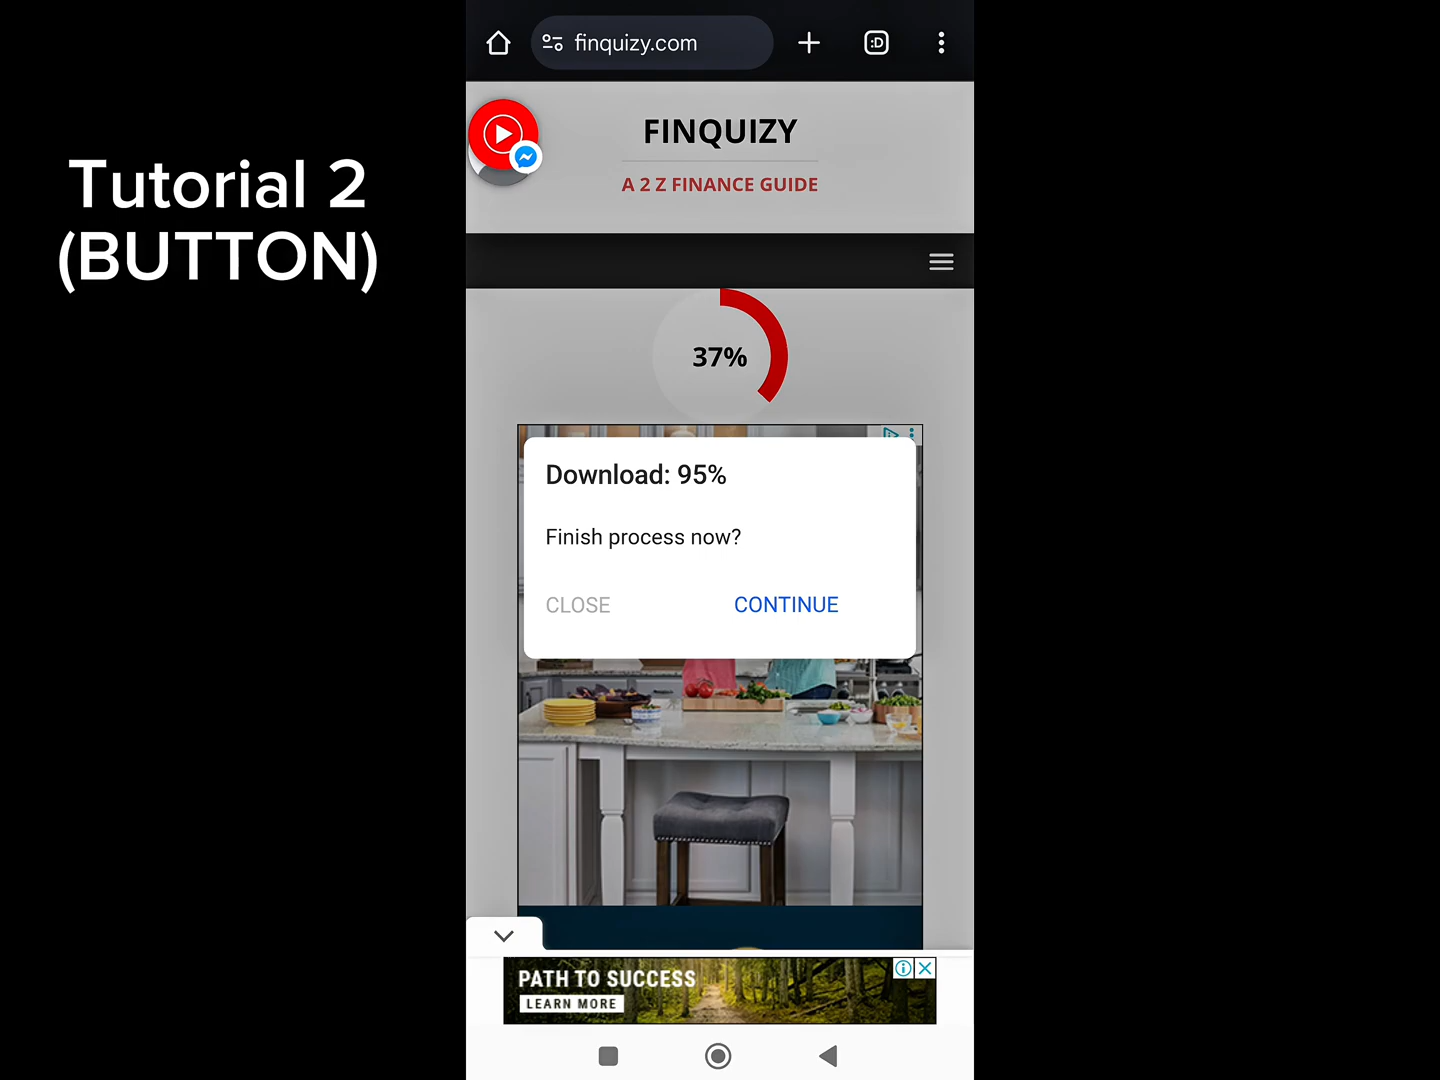 Tutorial 2
(BUTTON)
finquizy.com
:D
FINQUIZY
A 2 Z FINANCE GUIDE
37%
Download: 95%
Finish process now?
CLOSE
CONTINUE
PATH TO SUCCESS
LEARN MORE